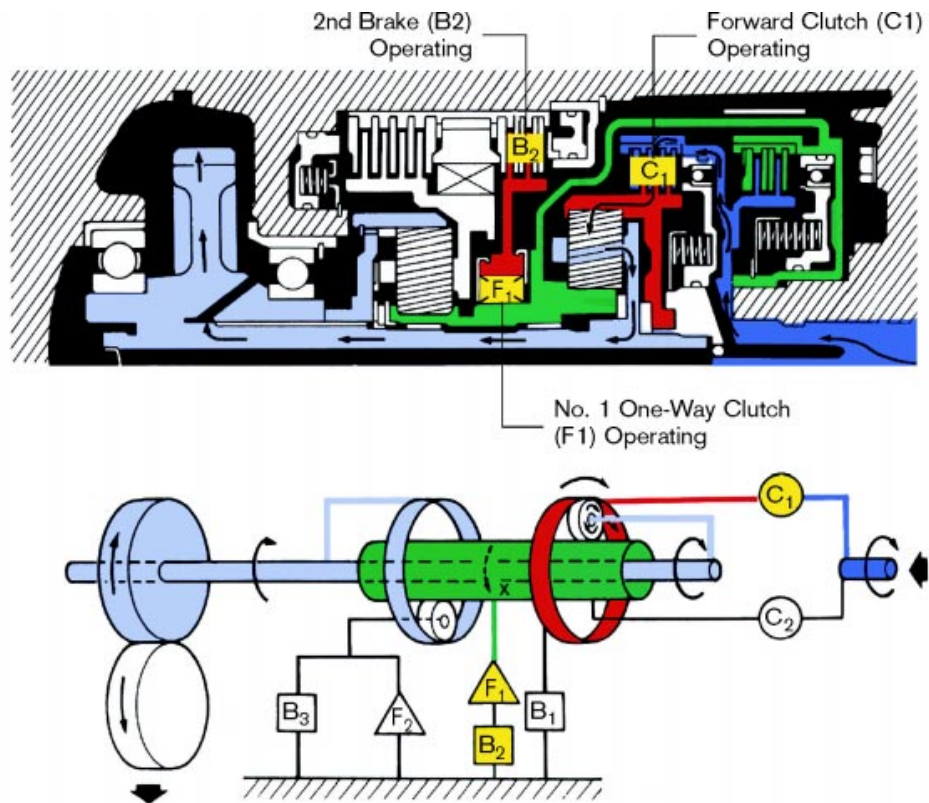 2nd Brake (B2)
Operating
Forward Clutch (C1)
Operating
B2
C1
F1
No. 1 One-Way Clutch
(F1) Operating
C1
x
C2
F1
B3
F2
B2
B1